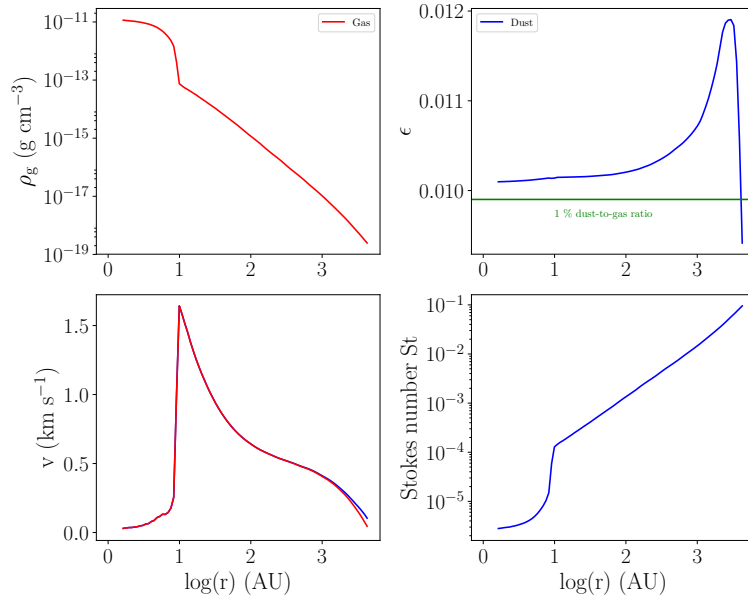 10⁻¹¹
10⁻¹³
10⁻¹⁵
10⁻¹⁷
10⁻¹⁹
ρg (g cm⁻³)
Gas
0 1 2 3
0.012
0.011
0.010
ϵ
Dust
1 % dust-to-gas ratio
0 1 2 3
1.5
1.0
0.5
0.0
v (km s⁻¹)
0 1 2 3
log(r) (AU)
10⁻¹
10⁻²
10⁻³
10⁻⁴
10⁻⁵
Stokes number St
0 1 2 3
log(r) (AU)